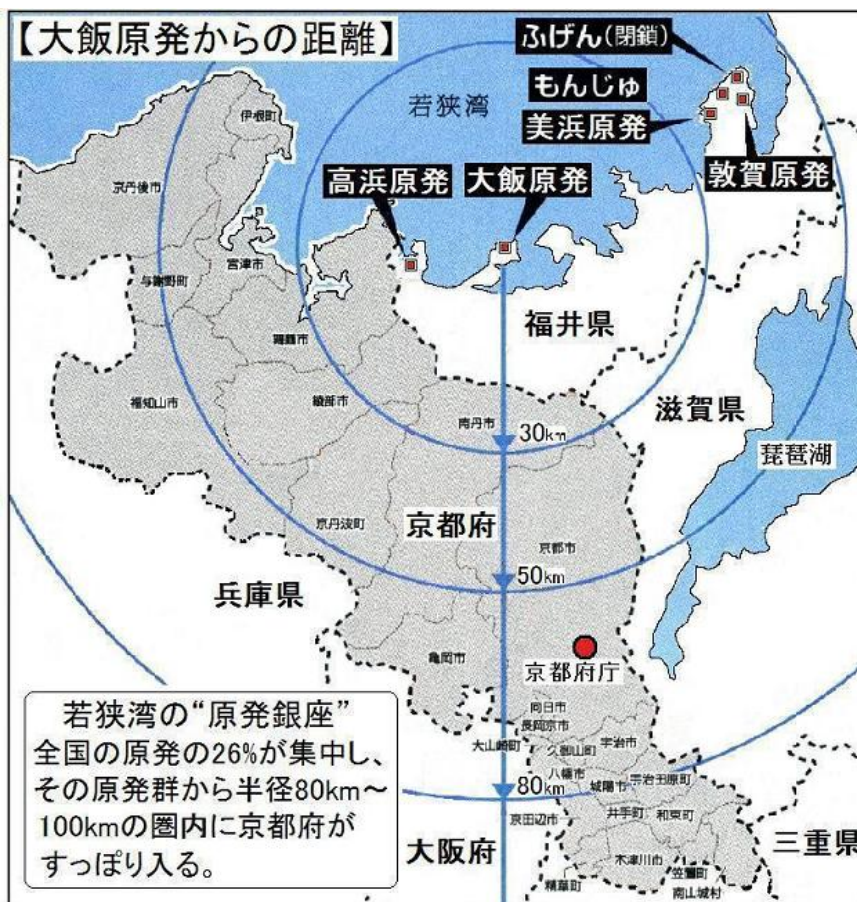 【大飯原発からの距離】
ふげん(閉鎖)
もんじゅ
美浜原発
敦賀原発
若狭湾
高浜原発
大飯原発
伊根町
京丹後市
宮津市
与謝野町
舞鶴市
福知山市
綾部市
南丹市
福井県
滋賀県
琵琶湖
30km
京丹波町
京都府
京都市
50km
兵庫県
亀岡市
京都府庁
向日市
長岡京市
大山崎町
久御山町
宇治市
八幡市
城陽市
宇治田原町
80km
京田辺市
井手町
和束町
大阪府
三重県
木津川市
笠置町
精華町
南山城村
若狭湾の“原発銀座”
全国の原発の26%が集中し、
その原発群から半径80km～
100kmの圏内に京都府が
すっぽり入る。